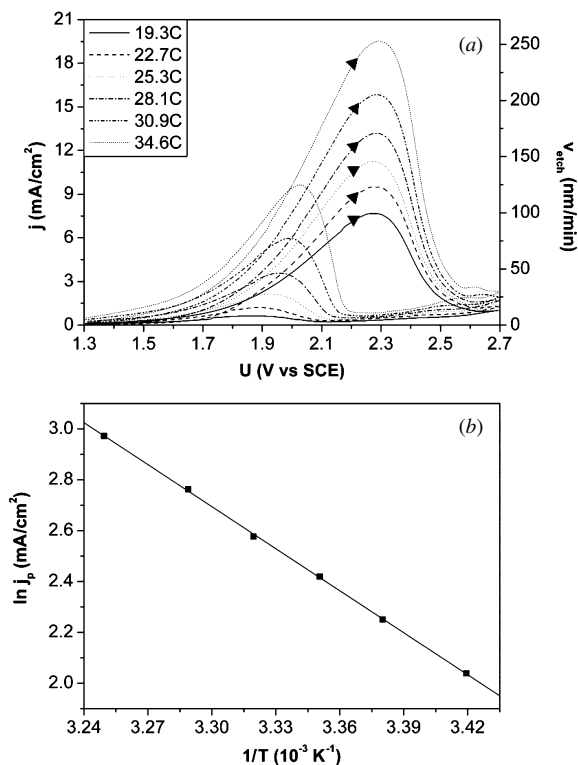 (a)
19.3C
22.7C
25.3C
28.1C
30.9C
34.6C
j (mA/cm²)
21
18
15
12
9
6
3
0
v_etch (nm/min)
250
200
150
100
50
0
1.3 1.5 1.7 1.9 2.1 2.3 2.5 2.7
U (V vs SCE)
(b)
ln j_p (mA/cm²)
3.0
2.8
2.6
2.4
2.2
2.0
3.24 3.27 3.30 3.33 3.36 3.39 3.42
1/T (10⁻³ K⁻¹)